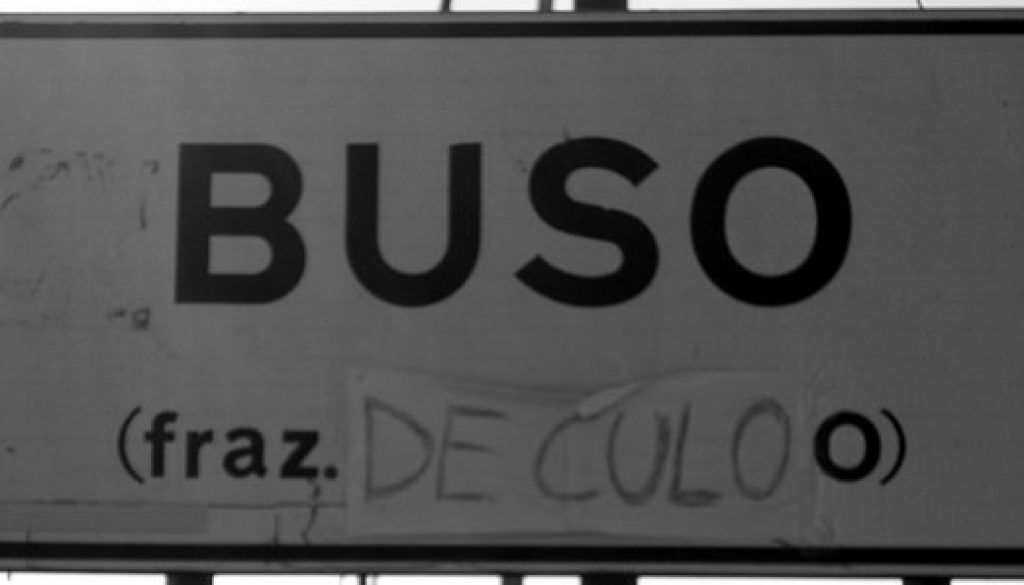 BUSO
(fraz. DE CULO O)